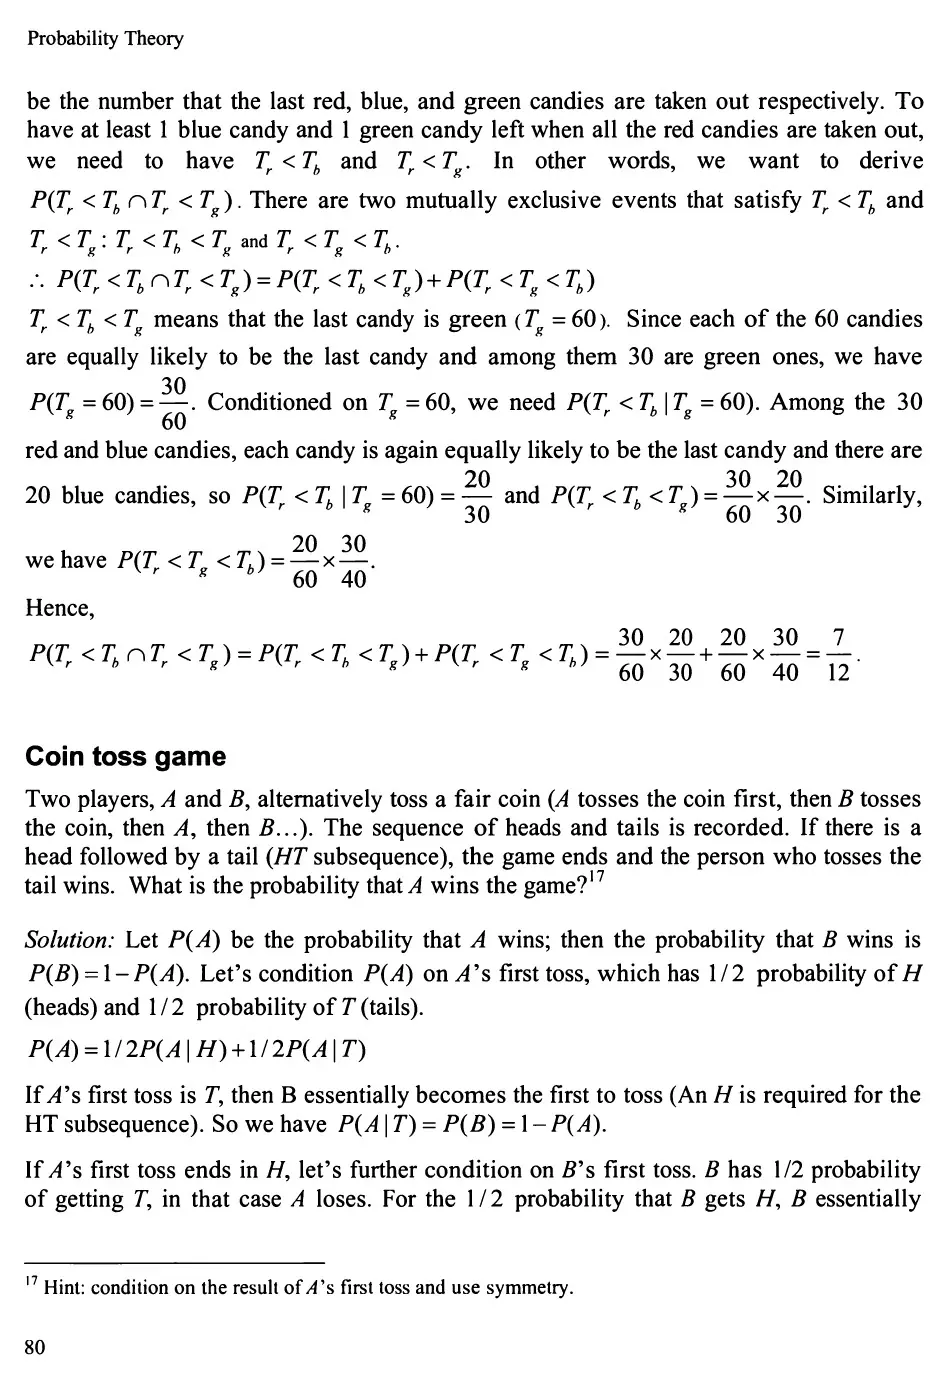 Probability Theory
be the number that the last red, blue, and green candies are taken out respectively. To
have at least 1 blue candy and 1 green candy left when all the red candies are taken out,
we need to have T_r < T_b and T_r < T_g. In other words, we want to derive
P(T_r < T_b ∩ T_r < T_g). There are two mutually exclusive events that satisfy T_r < T_b and
T_r < T_g: T_r < T_b < T_g and T_r < T_g < T_b.
∴ P(T_r < T_b ∩ T_r < T_g) = P(T_r < T_b < T_g) + P(T_r < T_g < T_b)
T_r < T_b < T_g means that the last candy is green (T_g = 60). Since each of the 60 candies
are equally likely to be the last candy and among them 30 are green ones, we have
P(T_g = 60) = 30/60. Conditioned on T_g = 60, we need P(T_r < T_b | T_g = 60). Among the 30
red and blue candies, each candy is again equally likely to be the last candy and there are
20 blue candies, so P(T_r < T_b | T_g = 60) = 20/30 and P(T_r < T_b < T_g) = 30/60 × 20/30. Similarly,
we have P(T_r < T_g < T_b) = 20/60 × 30/40.
Hence,
P(T_r < T_b ∩ T_r < T_g) = P(T_r < T_b < T_g) + P(T_r < T_g < T_b) = 30/60 × 20/30 + 20/60 × 30/40 = 7/12.
Coin toss game
Two players, A and B, alternatively toss a fair coin (A tosses the coin first, then B tosses
the coin, then A, then B...). The sequence of heads and tails is recorded. If there is a
head followed by a tail (HT subsequence), the game ends and the person who tosses the
tail wins. What is the probability that A wins the game?17
Solution: Let P(A) be the probability that A wins; then the probability that B wins is
P(B) = 1 − P(A). Let's condition P(A) on A's first toss, which has 1/2 probability of H
(heads) and 1/2 probability of T (tails).
P(A) = 1/2P(A | H) + 1/2P(A | T)
If A's first toss is T, then B essentially becomes the first to toss (An H is required for the
HT subsequence). So we have P(A | T) = P(B) = 1 − P(A).
If A's first toss ends in H, let's further condition on B's first toss. B has 1/2 probability
of getting T, in that case A loses. For the 1/2 probability that B gets H, B essentially
17 Hint: condition on the result of A's first toss and use symmetry.
80